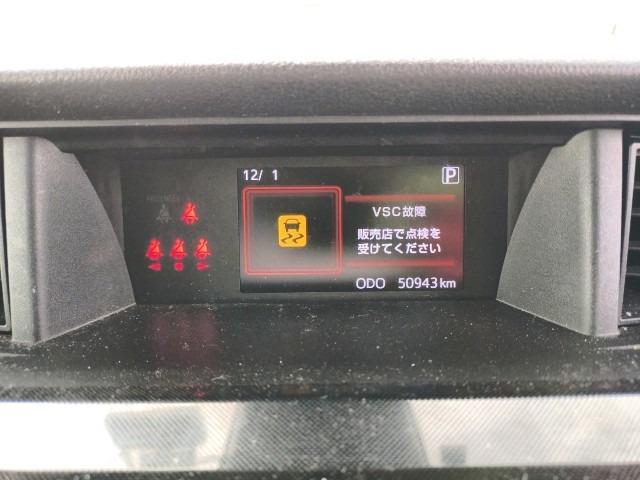 12/ 1
P
PASSENGER
VSC故障
販売店で点検を
受けてください
ODO 50943km